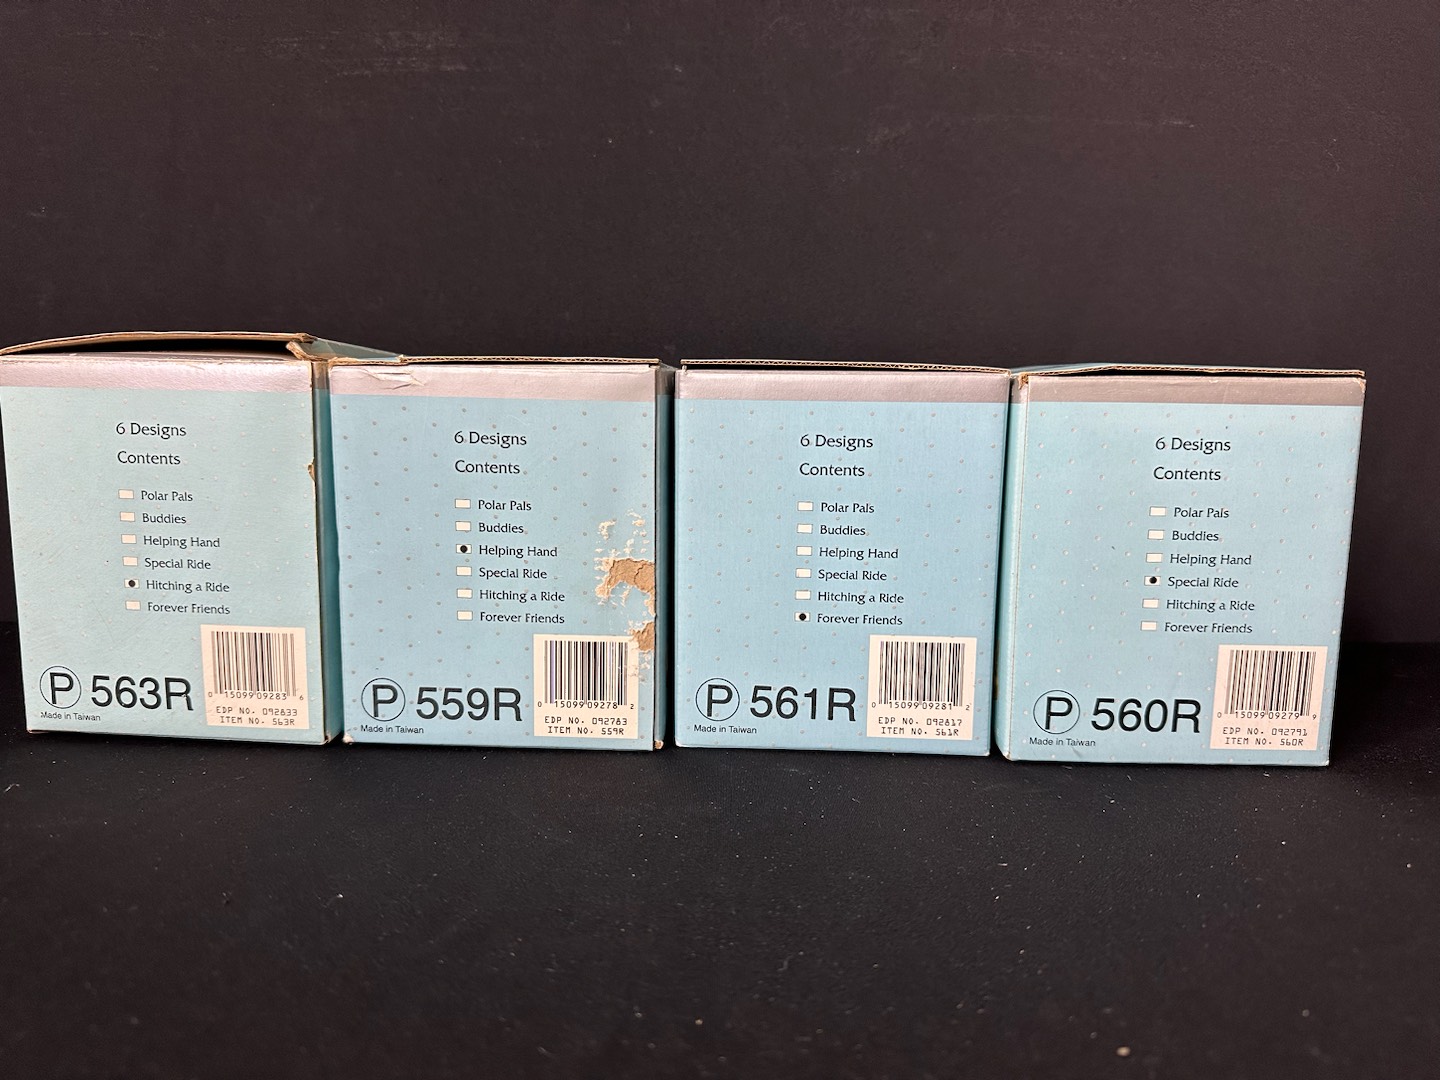 6 Designs
Contents
Polar Pals
Buddies
Helping Hand
Special Ride
Hitching a Ride
Forever Friends
P 563R
Made in Taiwan
0 15099 09283 6
EDP NO. 092833
ITEM NO. 563R
6 Designs
Contents
Polar Pals
Buddies
Helping Hand
Special Ride
Hitching a Ride
Forever Friends
P 559R
Made in Taiwan
0 15099 09278 2
EDP NO. 092783
ITEM NO. 559R
6 Designs
Contents
Polar Pals
Buddies
Helping Hand
Special Ride
Hitching a Ride
Forever Friends
P 561R
Made in Taiwan
0 15099 09281 2
EDP NO. 092817
ITEM NO. 561R
6 Designs
Contents
Polar Pals
Buddies
Helping Hand
Special Ride
Hitching a Ride
Forever Friends
P 560R
Made in Taiwan
0 15099 09279 9
EDP NO. 092791
ITEM NO. 560R